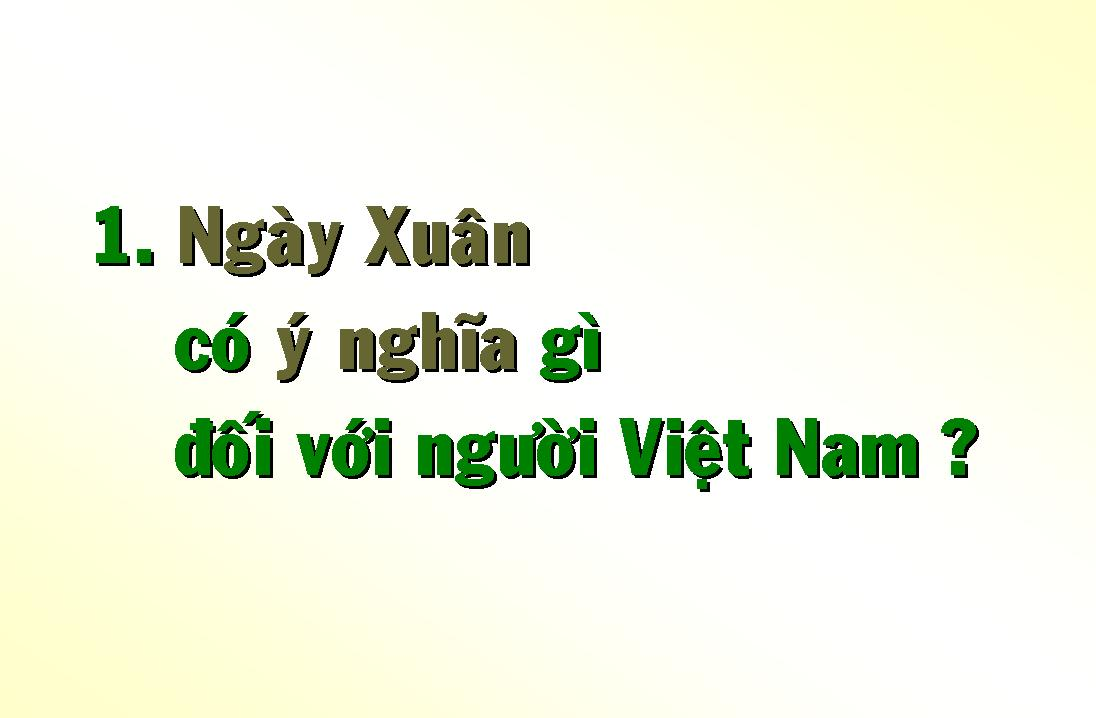 1. Ngày Xuân
có ý nghĩa gì
đối với người Việt Nam ?